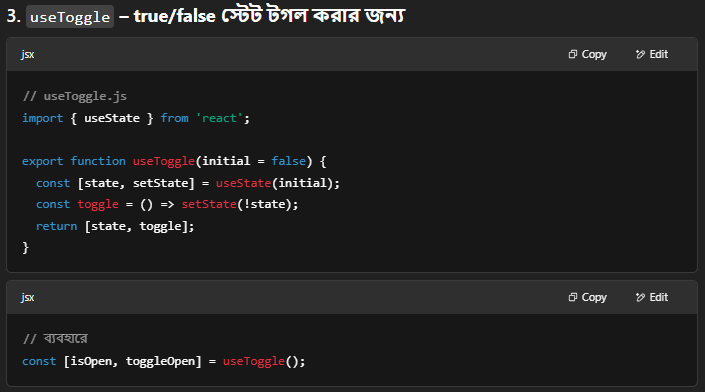 3. useToggle – true/false স্টেট টগল করার জন্য
jsx Copy Edit
// useToggle.js
import { useState } from 'react';
export function useToggle(initial = false) {
const [state, setState] = useState(initial);
const toggle = () => setState(!state);
return [state, toggle];
}
jsx Copy Edit
// ব্যবহারে
const [isOpen, toggleOpen] = useToggle();